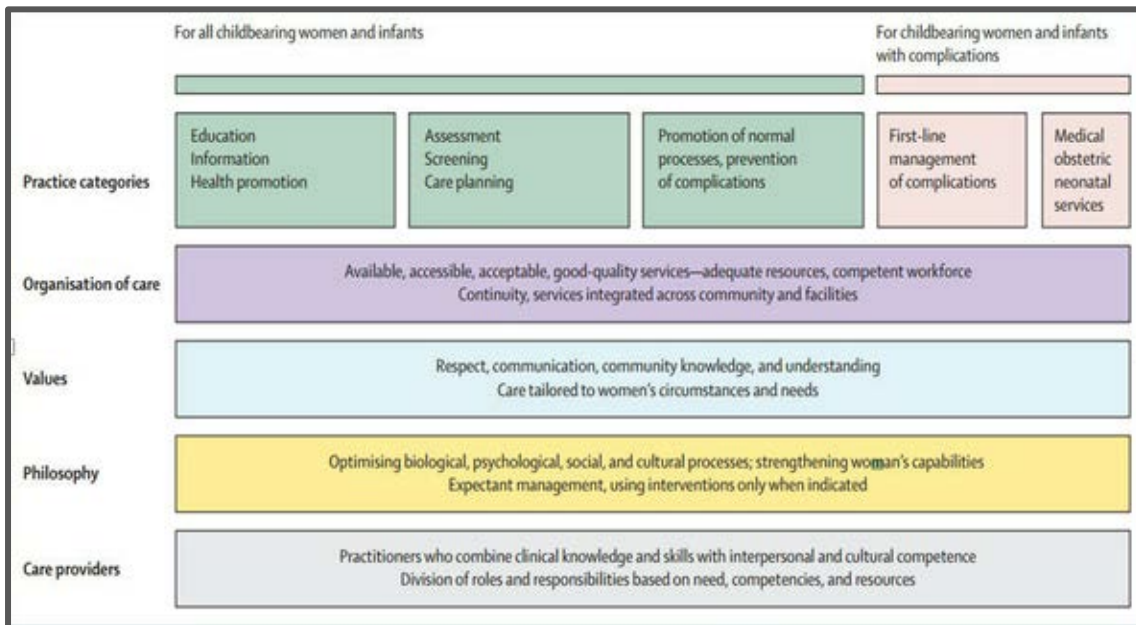 For all childbearing women and infants
For childbearing women and infants
with complications
Practice categories
Education
Information
Health promotion
Assessment
Screening
Care planning
Promotion of normal
processes, prevention
of complications
First-line
management
of complications
Medical
obstetric
neonatal
services
Organisation of care
Available, accessible, acceptable, good-quality services—adequate resources, competent workforce
Continuity, services integrated across community and facilities
Values
Respect, communication, community knowledge, and understanding
Care tailored to women's circumstances and needs
Philosophy
Optimising biological, psychological, social, and cultural processes; strengthening woman's capabilities
Expectant management, using interventions only when indicated
Care providers
Practitioners who combine clinical knowledge and skills with interpersonal and cultural competence
Division of roles and responsibilities based on need, competencies, and resources